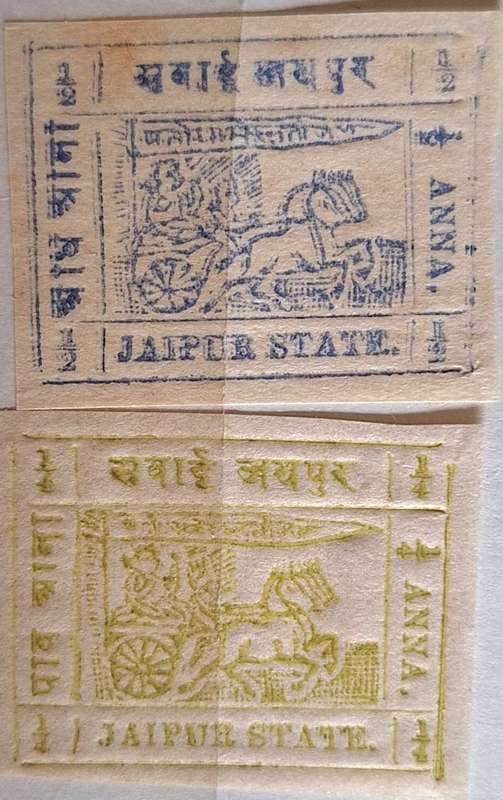 ½ सवाई जयपुर ½
आध आना
½ ANNA.
½ JAIPUR STATE. ½
¼ सवाई जयपुर ¼
पाव आना
¼ ANNA.
¼ JAIPUR STATE. ¼